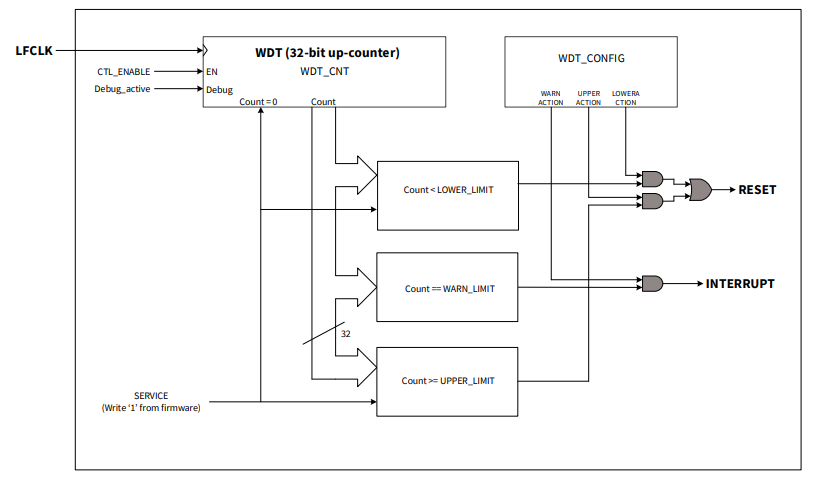 LFCLK
WDT (32-bit up-counter)
WDT_CNT
CTL_ENABLE
EN
Debug_active
Debug
Count = 0
Count
WDT_CONFIG
WARN
ACTION
UPPER
ACTION
LOWERA
CTION
Count < LOWER_LIMIT
RESET
Count == WARN_LIMIT
INTERRUPT
32
Count >= UPPER_LIMIT
SERVICE
(Write ‘1’ from firmware)